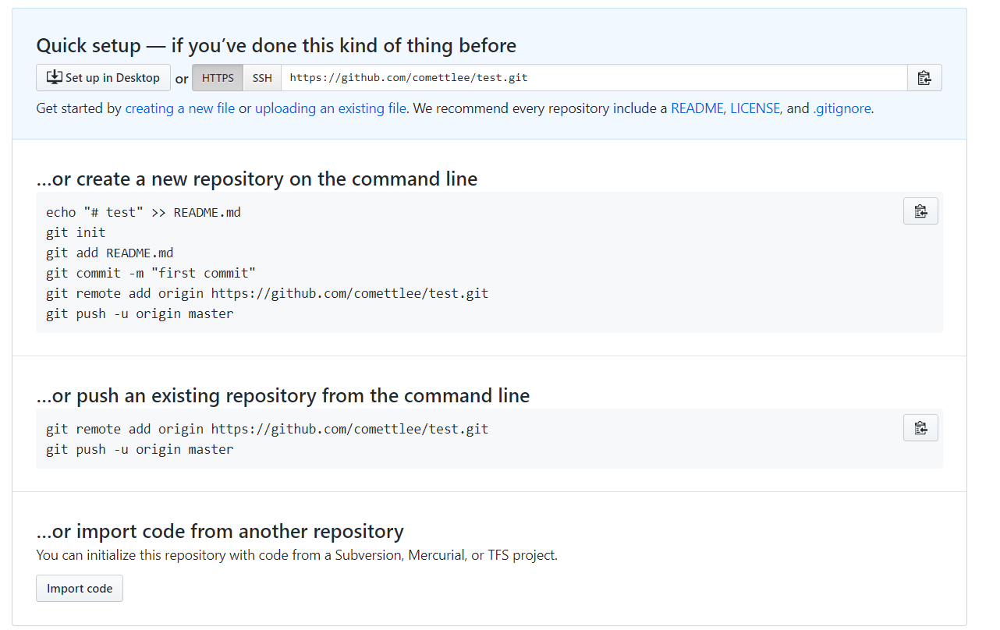 Quick setup — if you’ve done this kind of thing before
Set up in Desktop or HTTPS SSH https://github.com/comettlee/test.git
Get started by creating a new file or uploading an existing file. We recommend every repository include a README, LICENSE, and .gitignore.
…or create a new repository on the command line
echo "# test" >> README.md
git init
git add README.md
git commit -m "first commit"
git remote add origin https://github.com/comettlee/test.git
git push -u origin master
…or push an existing repository from the command line
git remote add origin https://github.com/comettlee/test.git
git push -u origin master
…or import code from another repository
You can initialize this repository with code from a Subversion, Mercurial, or TFS project.
Import code